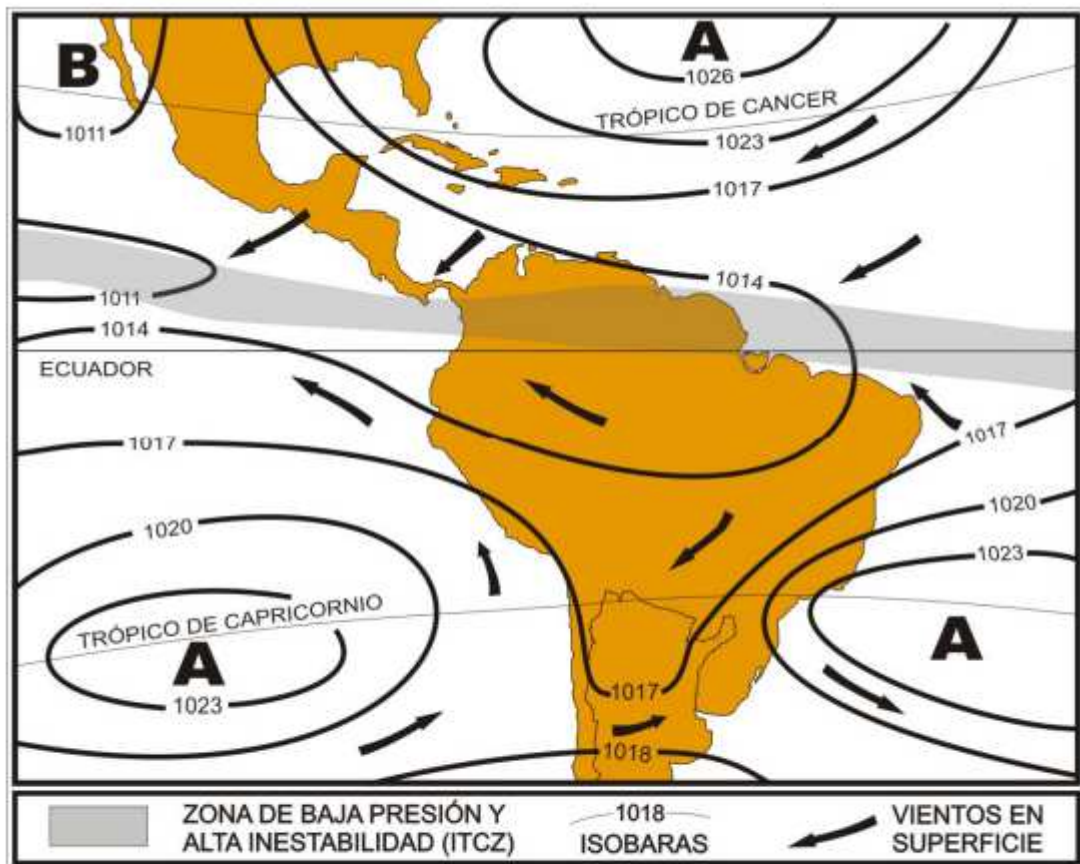 B
A
1026
TRÓPICO DE CANCER
1011
1023
1017
1014
1011
1014
ECUADOR
1017
1017
1020
1020
1023
TRÓPICO DE CAPRICORNIO
A
A
1023
1017
1018
ZONA DE BAJA PRESIÓN Y
ALTA INESTABILIDAD (ITCZ)
1018
ISOBARAS
VIENTOS EN
SUPERFICIE